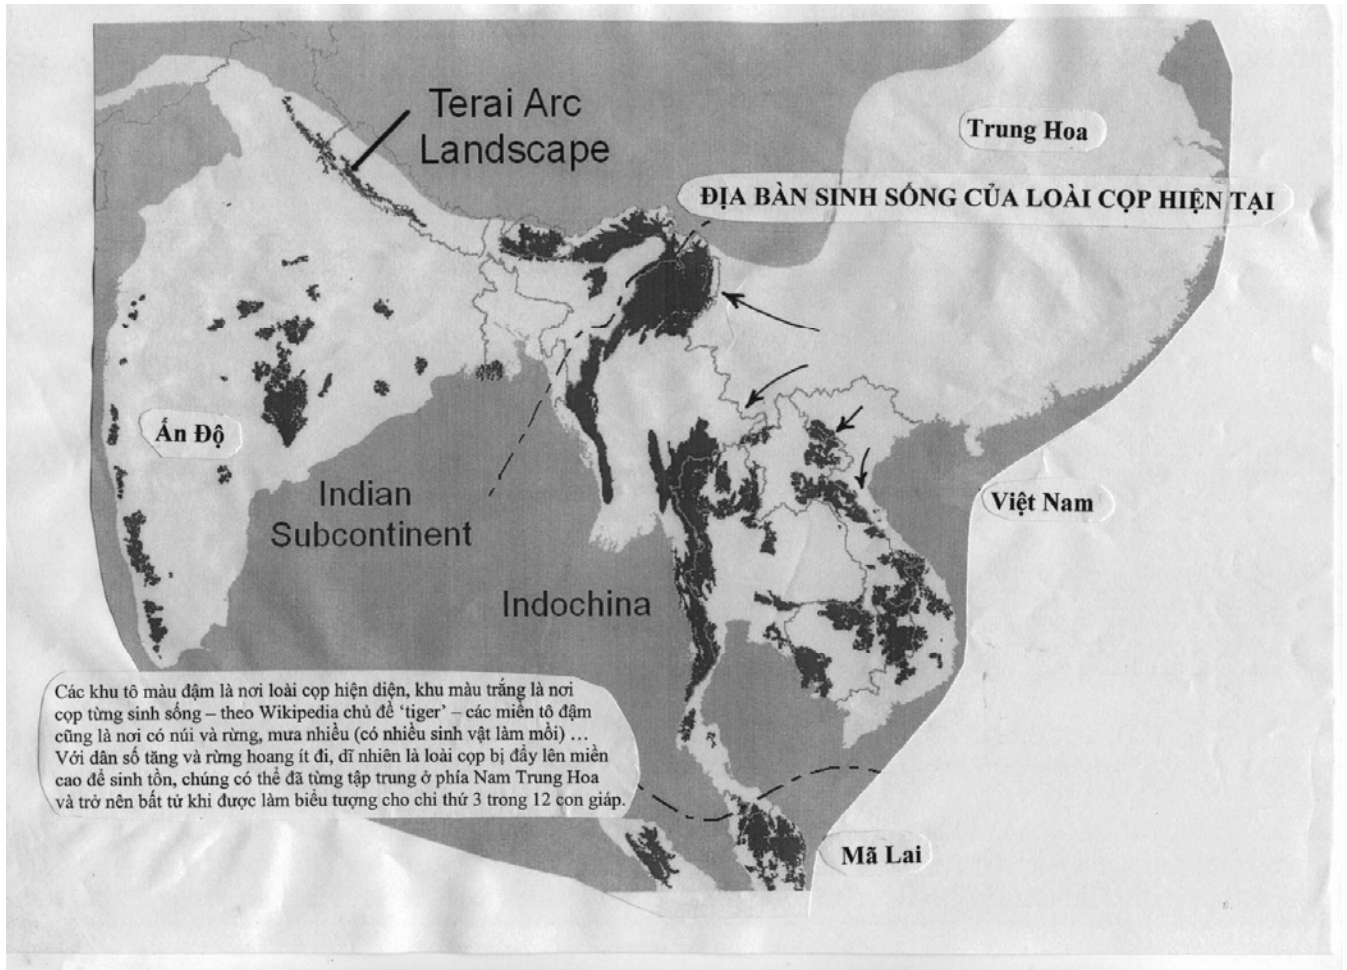 Terai Arc
Landscape
Trung Hoa
ĐỊA BÀN SINH SỐNG CỦA LOÀI CỌP HIỆN TẠI
Ấn Độ
Indian
Subcontinent
Việt Nam
Indochina
Các khu tô màu đậm là nơi loài cọp hiện diện, khu màu trắng là nơi
cọp từng sinh sống – theo Wikipedia chủ đề ‘tiger’ – các miền tô đậm
cũng là nơi có núi và rừng, mưa nhiều (có nhiều sinh vật làm mồi) …
Với dân số tăng và rừng hoang ít đi, dĩ nhiên là loài cọp bị đẩy lên miền
cao để sinh tồn, chúng có thể đã từng tập trung ở phía Nam Trung Hoa
và trở nên bất tử khi được làm biểu tượng cho chi thứ 3 trong 12 con giáp.
Mã Lai